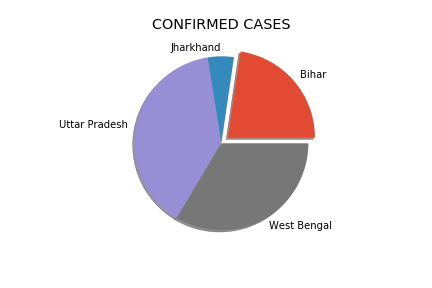 CONFIRMED CASES
Jharkhand
Bihar
Uttar Pradesh
West Bengal